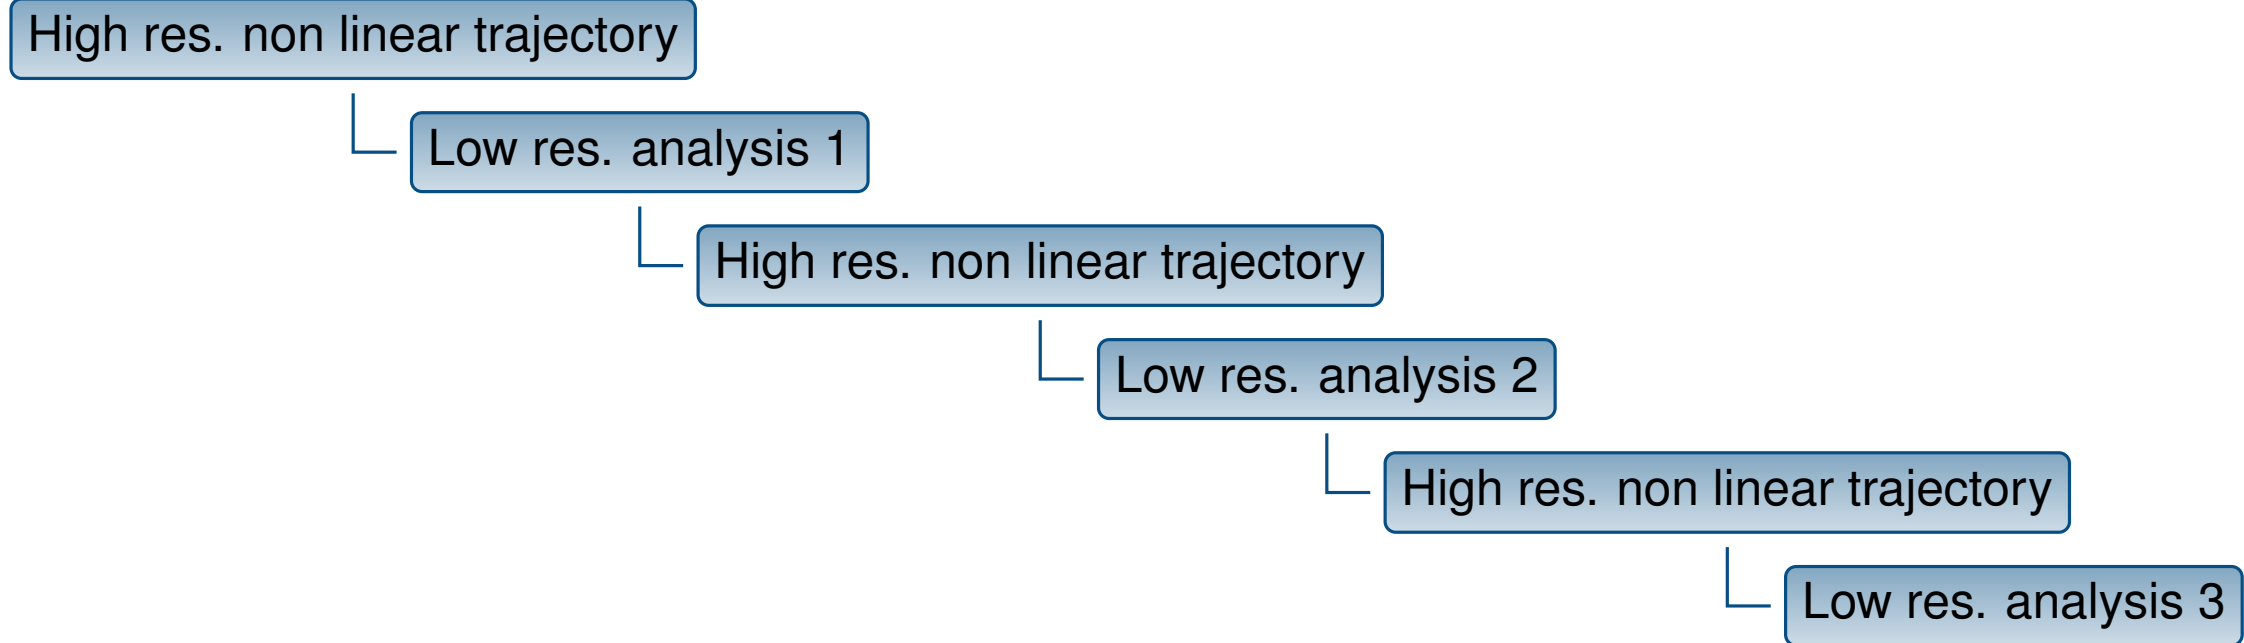 High res. non linear trajectory
Low res. analysis 1
High res. non linear trajectory
Low res. analysis 2
High res. non linear trajectory
Low res. analysis 3